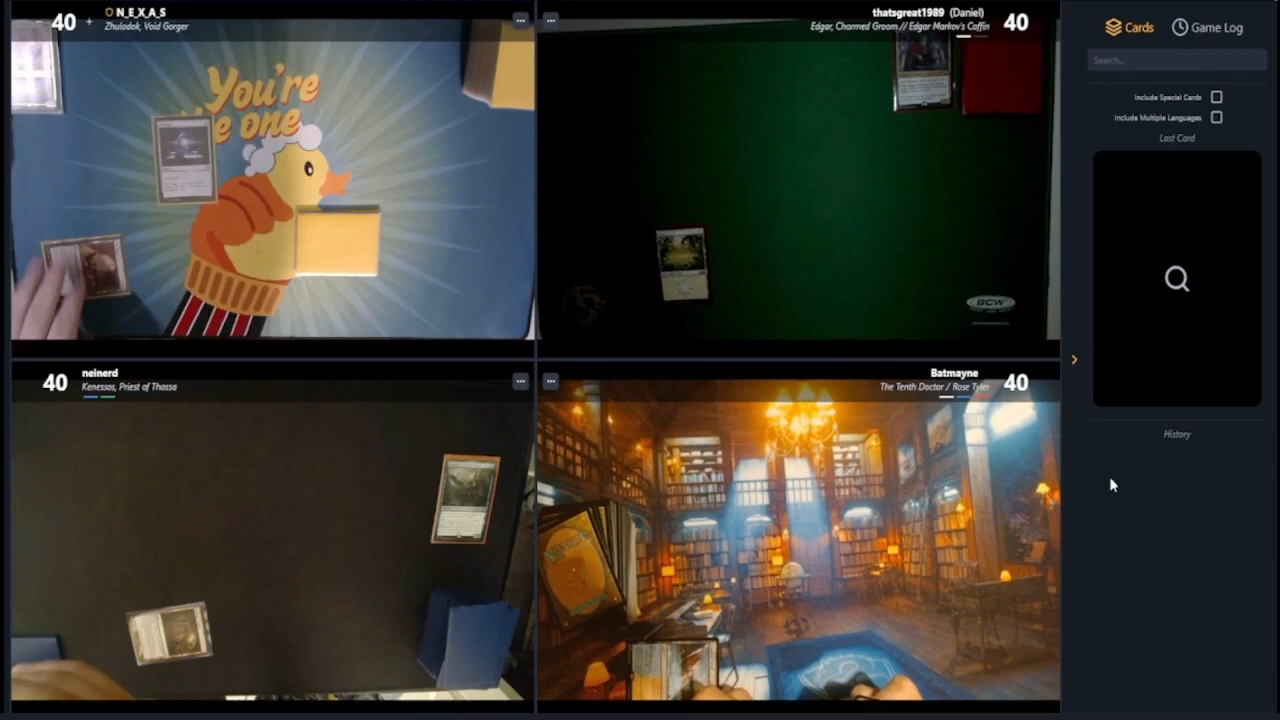 40
+
N_E_X_A_S
Zhulodok, Void Gorger
You're
e one
thatsgreat1989 (Daniel)
Edgar, Charmed Groom // Edgar Markov's Coffin
40
BCW
40
neinerd
Kenessos, Priest of Thassa
Batmayne
The Tenth Doctor / Rose Tyler
40
Cards
Game Log
Search...
Include Special Cards
Include Multiple Languages
Last Card
History